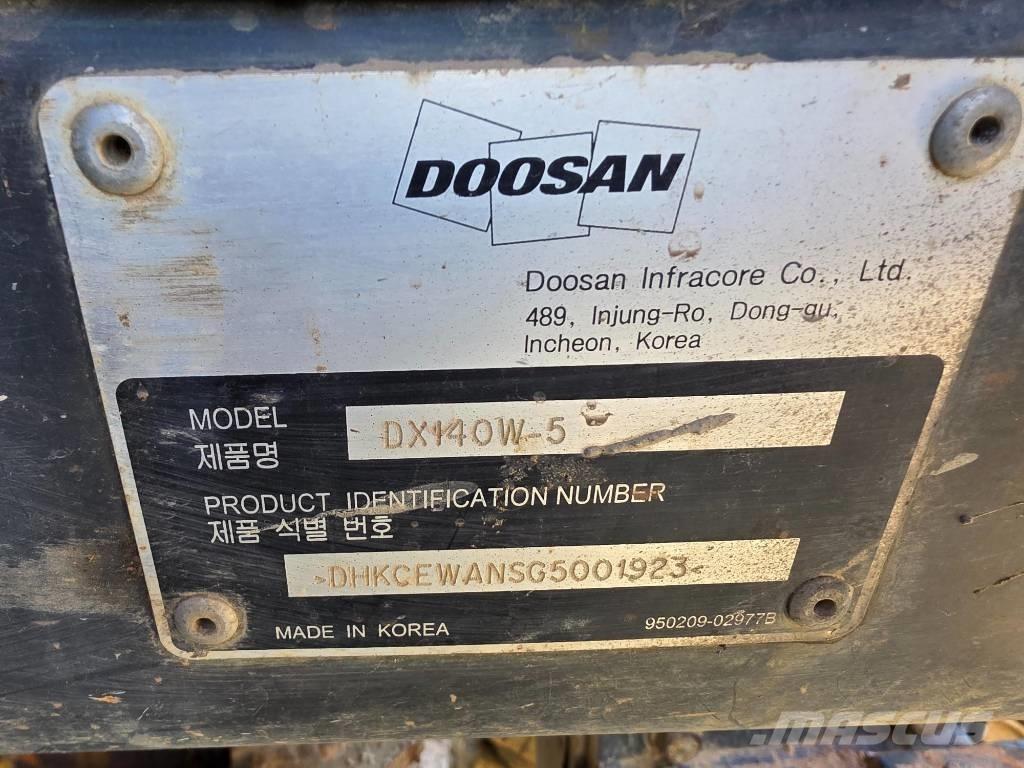 DOOSAN
Doosan Infracore Co., Ltd.
489, Injung-Ro, Dong-gu,
Incheon, Korea
MODEL DX140W-5
제품명
PRODUCT IDENTIFICATION NUMBER
제품 식별 번호
>DHKCEWANSG5001923<
MADE IN KOREA 950209-02977B
MASCUS